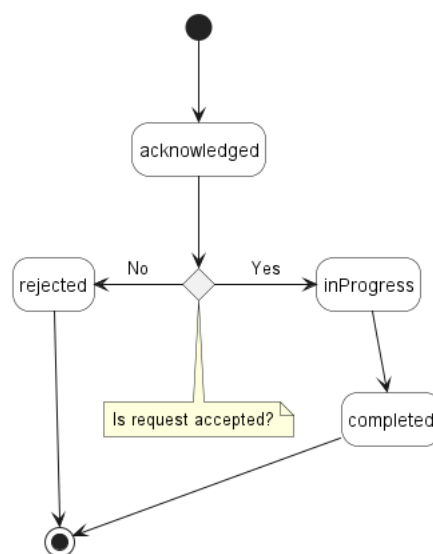 acknowledged
No
Yes
rejected
inProgress
Is request accepted?
completed